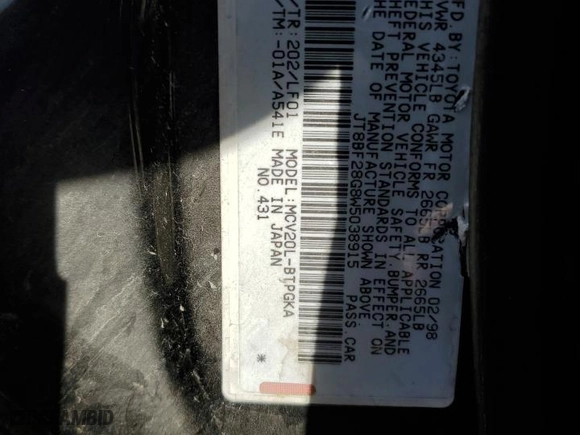 MFD. BY: TOYOTA MOTOR CORPORATION 02/98
GVWR 4345LB GAWR FR 2665LB RR 2665LB
THIS VEHICLE CONFORMS TO ALL APPLICABLE
FEDERAL MOTOR VEHICLE SAFETY, BUMPER, AND
THEFT PREVENTION STANDARDS IN EFFECT ON
THE DATE OF MANUFACTURE SHOWN ABOVE.
JT8BF28G8W5038915 PASS.CAR
/TR: 202/LF01 MODEL: MCV20L-BTPGKA
/TM: -01A/A541E MADE IN JAPAN
NO. 431
*